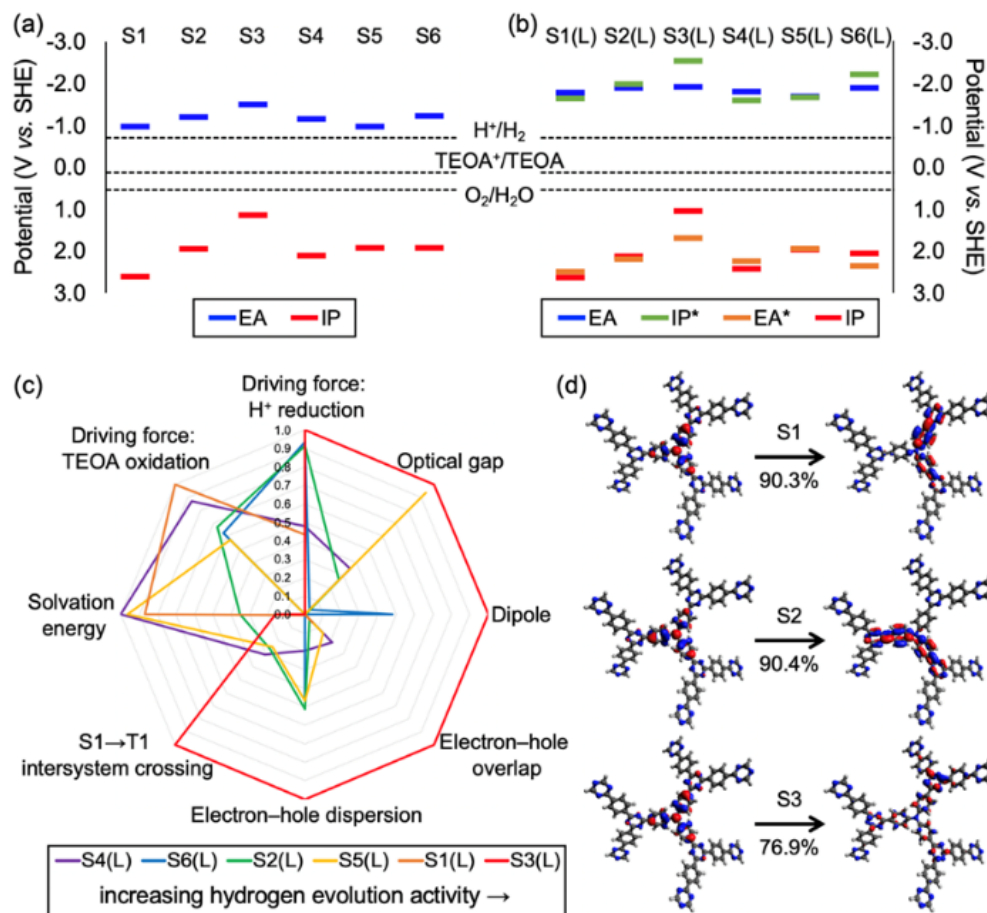 (a)
S1 S2 S3 S4 S5 S6
-3.0
-2.0
-1.0
0.0
1.0
2.0
3.0
Potential (V vs. SHE)
H⁺/H₂
TEOA⁺/TEOA
O₂/H₂O
EA IP
(b)
S1(L) S2(L) S3(L) S4(L) S5(L) S6(L)
-3.0
-2.0
-1.0
0.0
1.0
2.0
3.0
Potential (V vs. SHE)
EA IP* EA* IP
(c)
Driving force:
H⁺ reduction
Optical gap
Dipole
Electron–hole
overlap
Electron–hole dispersion
S1→T1
intersystem crossing
Solvation
energy
Driving force:
TEOA oxidation
1.0
0.9
0.8
0.7
0.6
0.5
0.4
0.3
0.2
0.1
0.0
S4(L) S6(L) S2(L) S5(L) S1(L) S3(L)
increasing hydrogen evolution activity →
(d)
S1
90.3%
S2
90.4%
S3
76.9%